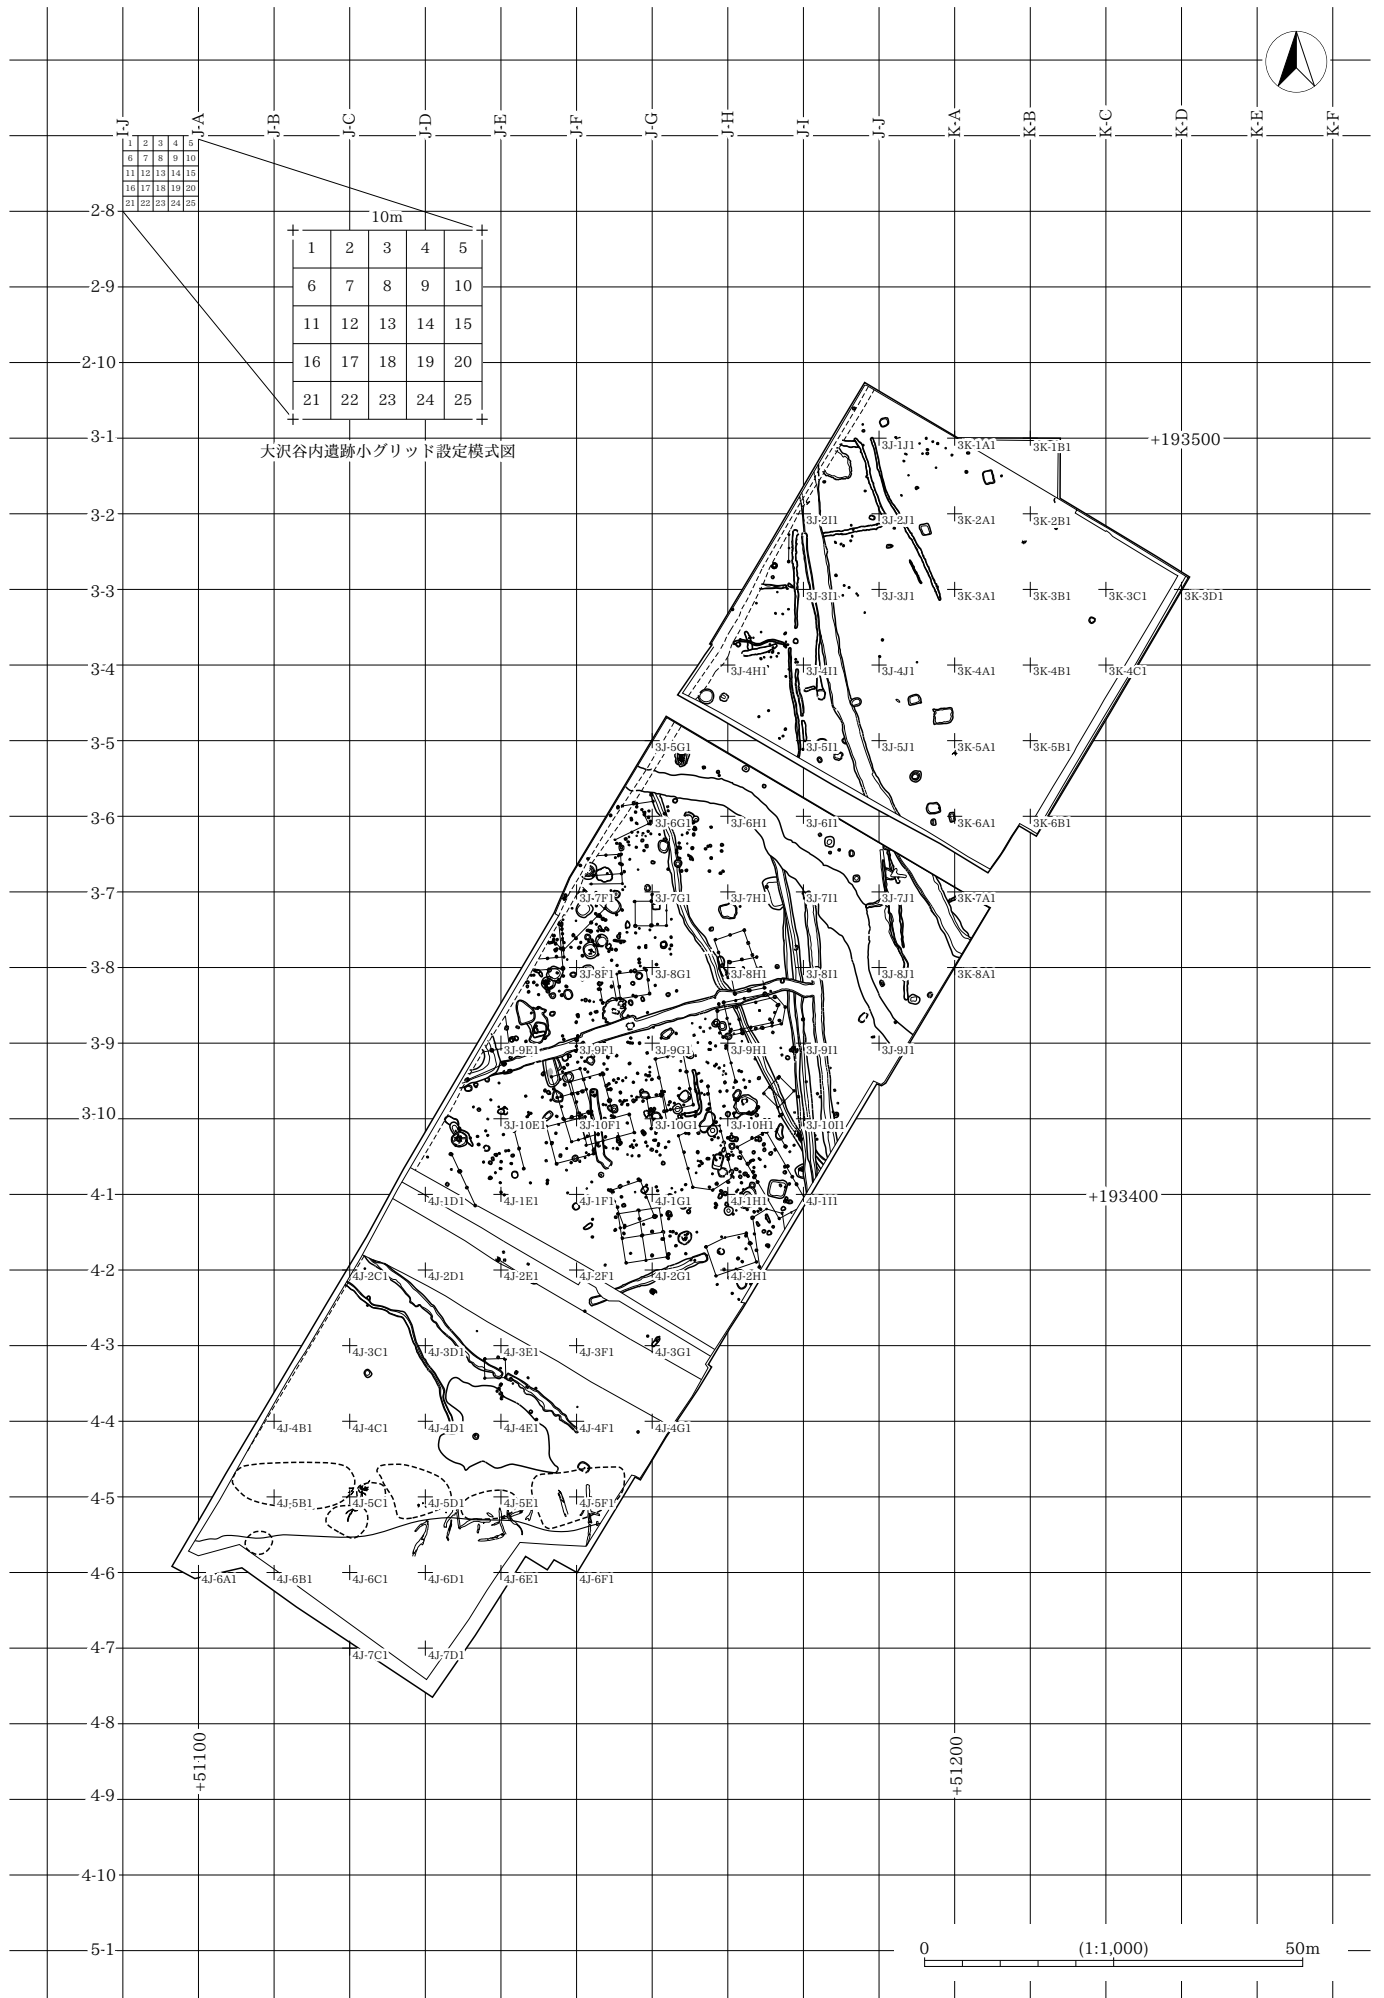 I-J J-A J-B J-C J-D J-E J-F J-G J-H J-I J-J K-A K-B K-C K-D K-E K-F
1 2 3 4 5
6 7 8 9 10
11 12 13 14 15
16 17 18 19 20
21 22 23 24 25
2-8
10m
1 2 3 4 5
6 7 8 9 10
11 12 13 14 15
16 17 18 19 20
21 22 23 24 25
大沢谷内遺跡小グリッド設定模式図
2-9
2-10
3-1
3J-1J1 3K-1A1 3K-1B1
+193500
3-2
3J-2I1 3J-2J1 3K-2A1 3K-2B1
3-3
3J-3I1 3J-3J1 3K-3A1 3K-3B1 3K-3C1 3K-3D1
3-4
3J-4H1 3J-4I1 3J-4J1 3K-4A1 3K-4B1 3K-4C1
3-5
3J-5G1 3J-5I1 3J-5J1 3K-5A1 3K-5B1
3-6
3J-6G1 3J-6H1 3J-6I1 3K-6A1 3K-6B1
3-7
3J-7F1 3J-7G1 3J-7H1 3J-7I1 3J-7J1 3K-7A1
3-8
3J-8F1 3J-8G1 3J-8H1 3J-8I1 3J-8J1 3K-8A1
3-9
3J-9E1 3J-9F1 3J-9G1 3J-9H1 3J-9I1 3J-9J1
3-10
3J-10E1 3J-10F1 3J-10G1 3J-10H1 3J-10I1
4-1
4J-1D1 4J-1E1 4J-1F1 4J-1G1 4J-1H1 4J-1I1
+193400
4-2
4J-2C1 4J-2D1 4J-2E1 4J-2F1 4J-2G1 4J-2H1
4-3
4J-3C1 4J-3D1 4J-3E1 4J-3F1 4J-3G1
4-4
4J-4B1 4J-4C1 4J-4D1 4J-4E1 4J-4F1 4J-4G1
4-5
4J-5B1 4J-5C1 4J-5D1 4J-5E1 4J-5F1
4-6
4J-6A1 4J-6B1 4J-6C1 4J-6D1 4J-6E1 4J-6F1
4-7
4J-7C1 4J-7D1
4-8
+51100
+51200
4-9
4-10
5-1
0 (1:1,000) 50m